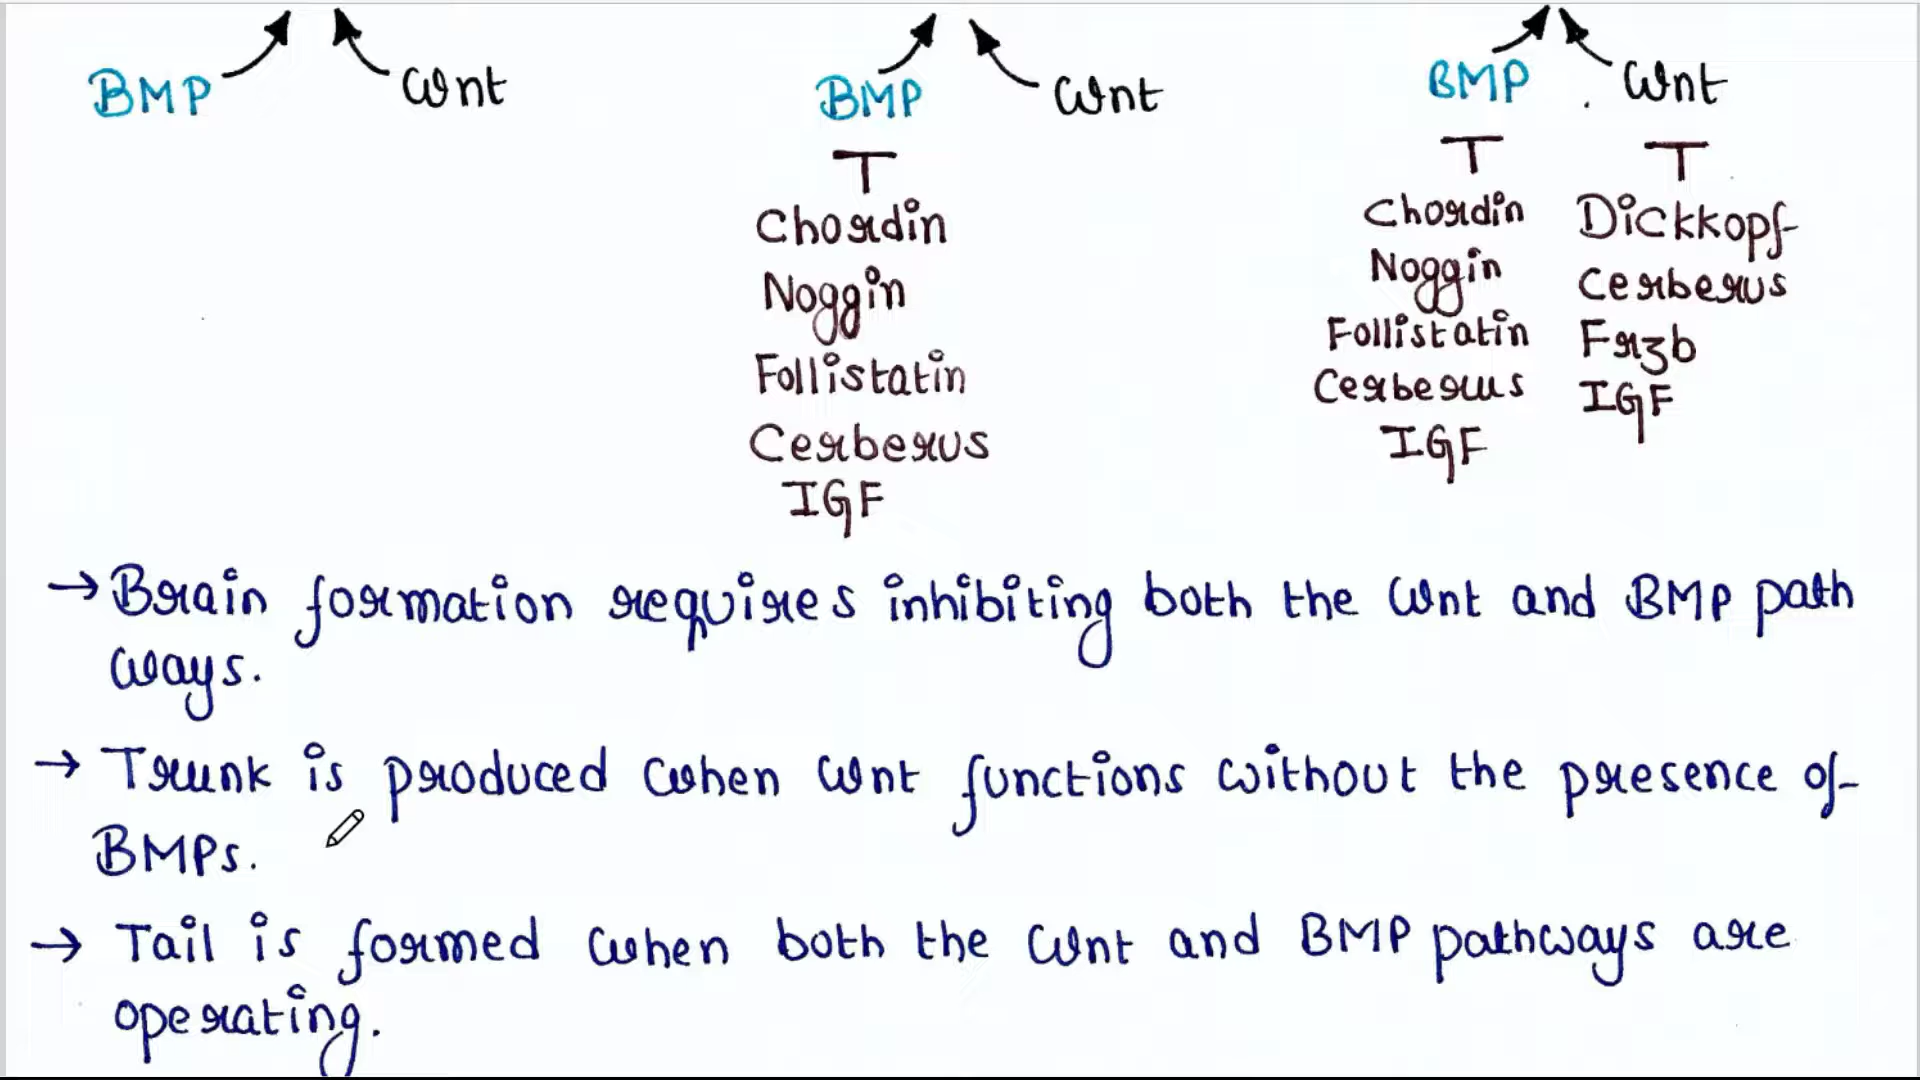 BMP Wnt BMP Wnt BMP Wnt
Chordin
Noggin
Follistatin
Cerberus
IGF
Chordin
Noggin
Follistatin
Cerberus
IGF
Dickkopf
Cerberus
Frzb
IGF
→ Brain formation requires inhibiting both the Wnt and BMP path
ways.
→ Trunk is produced when Wnt functions without the presence of
BMPs.
→ Tail is formed when both the Wnt and BMP pathways are
operating.